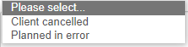 Please select...
Client cancelled
Planned in error